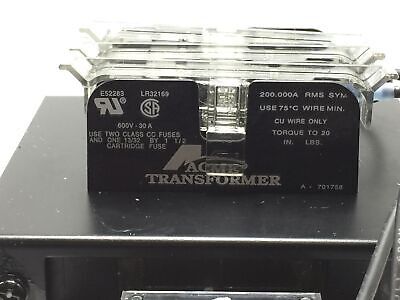 E52283 LR32169
600V - 30 A
USE TWO CLASS CC FUSES
AND ONE 13/32 BY 1 1/2
CARTRIDGE FUSE
200.000A RMS SYM
USE 75°C WIRE MIN.
CU WIRE ONLY
TORQUE TO 20
IN. LBS.
ACME
TRANSFORMER
A - 701758